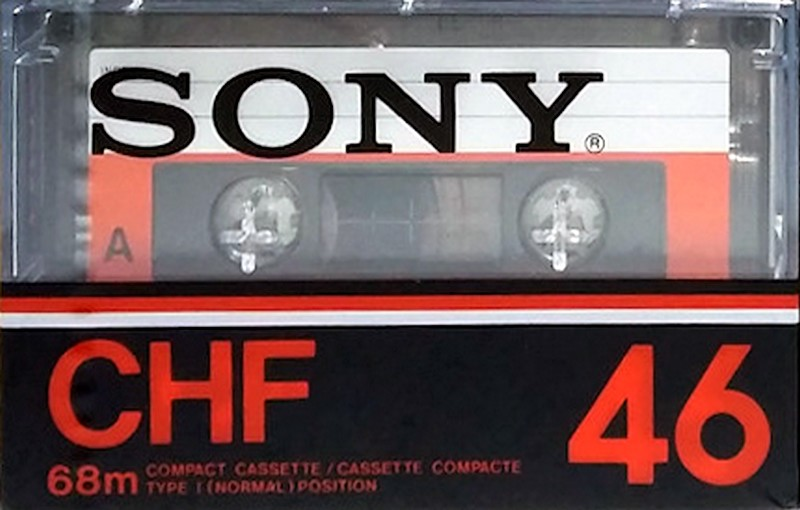 SONY®
A
CHF
46
68m COMPACT CASSETTE / CASSETTE COMPACTE
TYPE I (NORMAL) POSITION